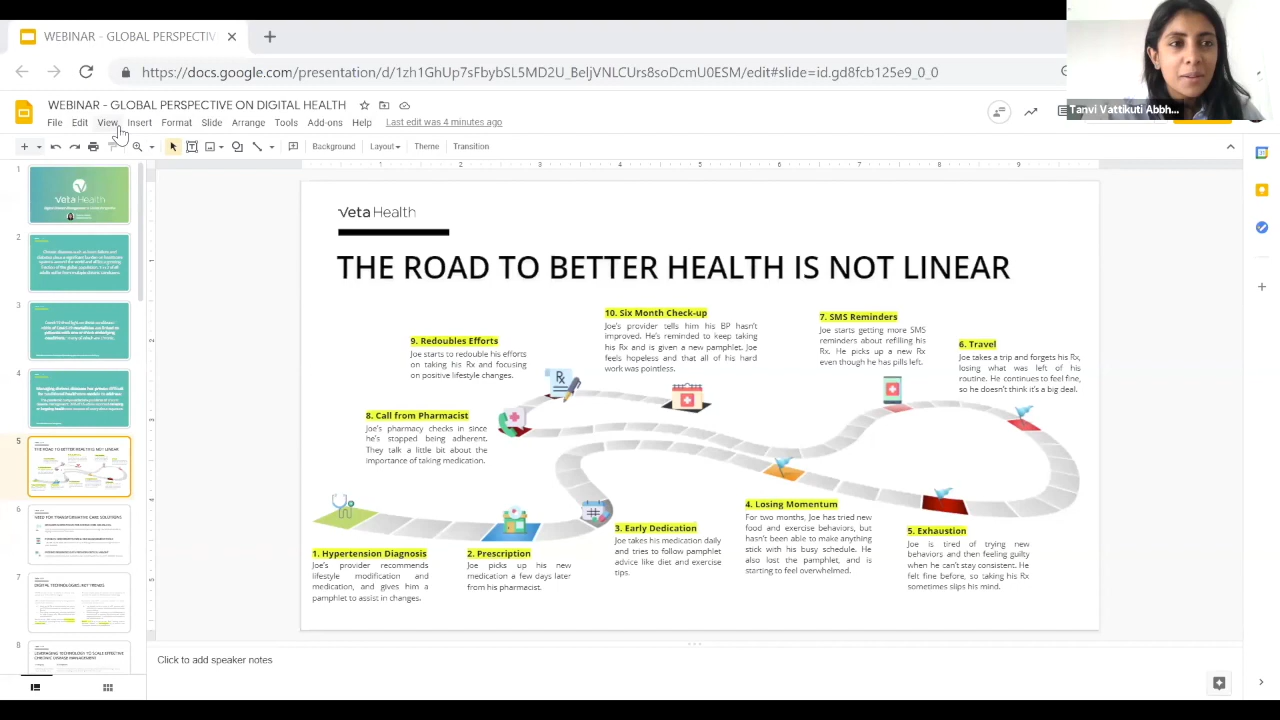 WEBINAR - GLOBAL PERSPECTIV
https://docs.google.com/presentation/d/1zh1GhUp7sFbybSL5MD2U_BeIjVNLCUrs8soDcmU0ESM/edit#slide=id.gd8fcb125e9_0_0
WEBINAR - GLOBAL PERSPECTIVE ON DIGITAL HEALTH
Tanvi Vattikuti Abbh...
File Edit View Insert Format Slide Arrange Tools Add-ons Help Last edit was 4 minutes ago
Background Layout Theme Transition
Veta Health
THE ROAD TO BETTER HEALTH IS NOT LINEAR
10. Six Month Check-up
Joe's provider tells him his BP hasn't
improved. He's reminded to keep taking
his Rx and is given a new pamphlet. Joe
feels hopeless and that all of his hard
work was pointless.
7. SMS Reminders
Joe starts getting more SMS
reminders about refilling his
Rx. He picks up a new Rx
even though he has pills left.
9. Redoubles Efforts
Joe starts to redouble his efforts
on taking his Rx and focusing
on positive lifestyle changes.
6. Travel
Joe takes a trip and forgets his Rx,
losing what was left of his
routine. He continues to feel fine,
so he doesn't think it's a big deal.
8. Call from Pharmacist
Joe's pharmacy checks in since
he's stopped being adherent.
They talk a little bit about the
importance of taking medication.
1. Hypertension Diagnosis
Joe's provider recommends
lifestyle modification and
medication, and gives him a
pamphlet to assist in changes.
2. Prescription
Joe picks up his new
medication a few days later
from his pharmacist.
3. Early Dedication
Joe takes his medication daily
and tries to follow pamphlet
advice like diet and exercise
tips.
4. Losing Momentum
For two months, Joe has tried new
food and exercise behaviors, but
hasn't been able to make anything
stick with his busy schedule. He
also lost the pamphlet, and is
starting to feel overwhelmed.
5. Exhaustion
Joe is tired of trying new
behaviors and then feeling guilty
when he can't stay consistent. He
felt fine before, so taking his Rx
sometimes slips his mind.
Click to add speaker notes